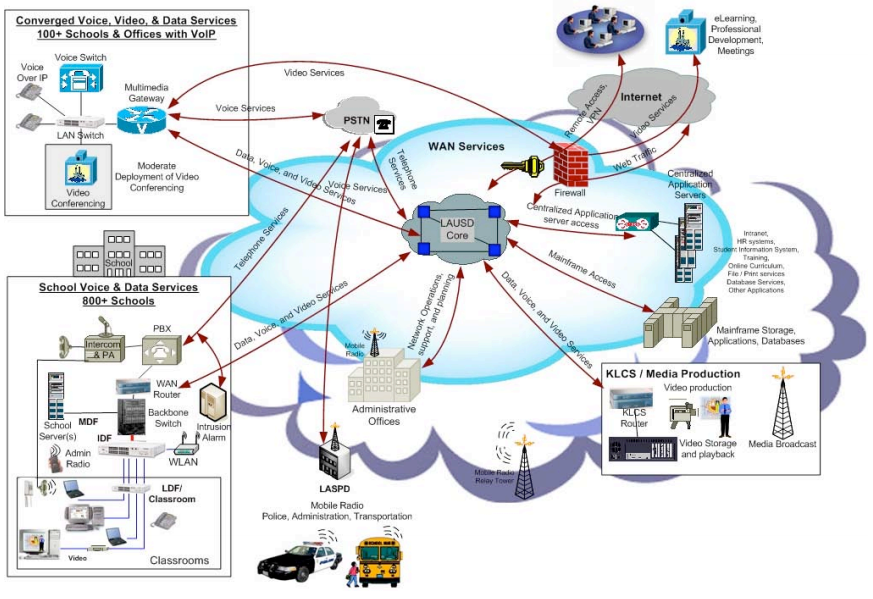 Converged Voice, Video, & Data Services
100+ Schools & Offices with VoIP
Voice
Over IP
Voice Switch
Multimedia
Gateway
V
LAN Switch
Video
Conferencing
Moderate
Deployment of Video
Conferencing
Video Services
Voice Services
PSTN
Data, Voice, and Video Services
Voice Services
Telephone
Services
Telephone Services
WAN Services
LAUSD
Core
eLearning,
Professional
Development,
Meetings
Internet
Remote Access,
VPN
Video Services
Web Traffic
Firewall
Centralized
Application
Servers
Centralized Application
server access
Intranet,
HR systems,
Student Information System,
Training,
Online Curriculum,
File / Print services
Database Services,
Other Applications
Mainframe Access
Mainframe Storage,
Applications, Databases
School
School Voice & Data Services
800+ Schools
Intercom
& PA
PBX
WAN
Router
Backbone
Switch
School
Server(s)
MDF
IDF
Intrusion
Alarm
WLAN
Admin
Radio
LDF/
Classroom
Video
Classrooms
Data, Voice, and Video Services
Network Operations,
support, and planning
Mobile
Radio
Administrative
Offices
Data, Voice, and Video Services
KLCS / Media Production
KLCS
Router
Video production
Video Storage
and playback
Media Broadcast
Mobile Radio
Relay Tower
LASPD
Mobile Radio
Police, Administration, Transportation